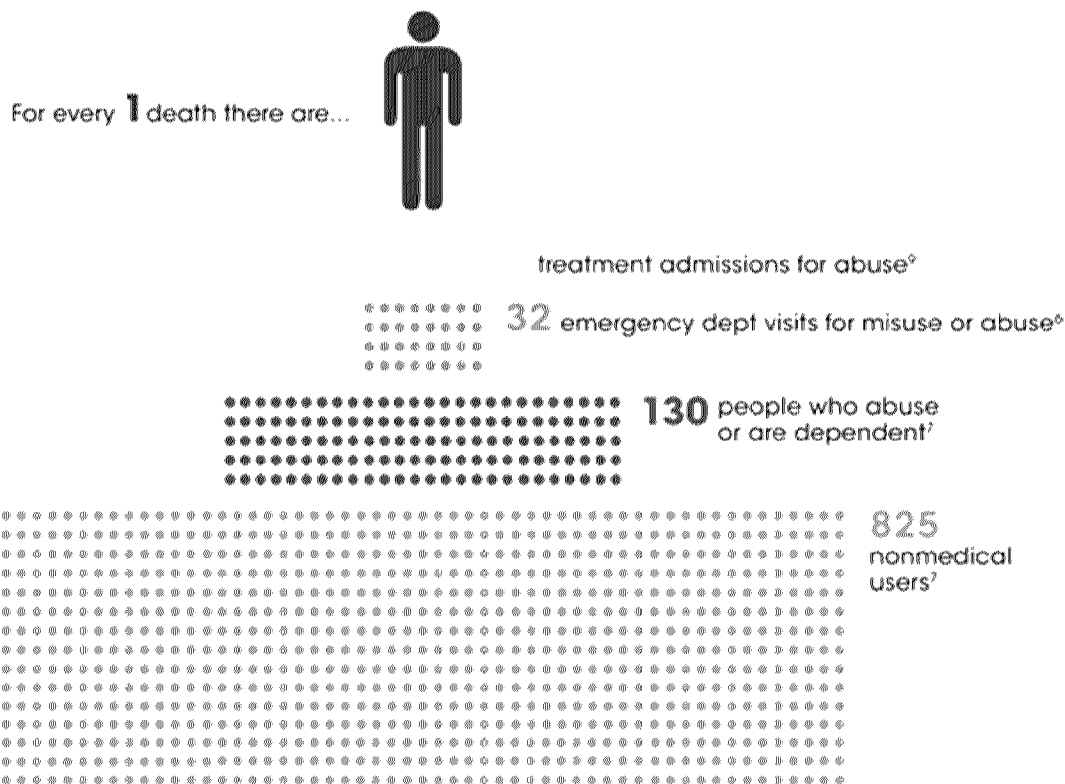 For every 1 death there are...
treatment admissions for abuse⁹
32 emergency dept visits for misuse or abuse⁶
130 people who abuse
or are dependent⁷
825
nonmedical
users⁷